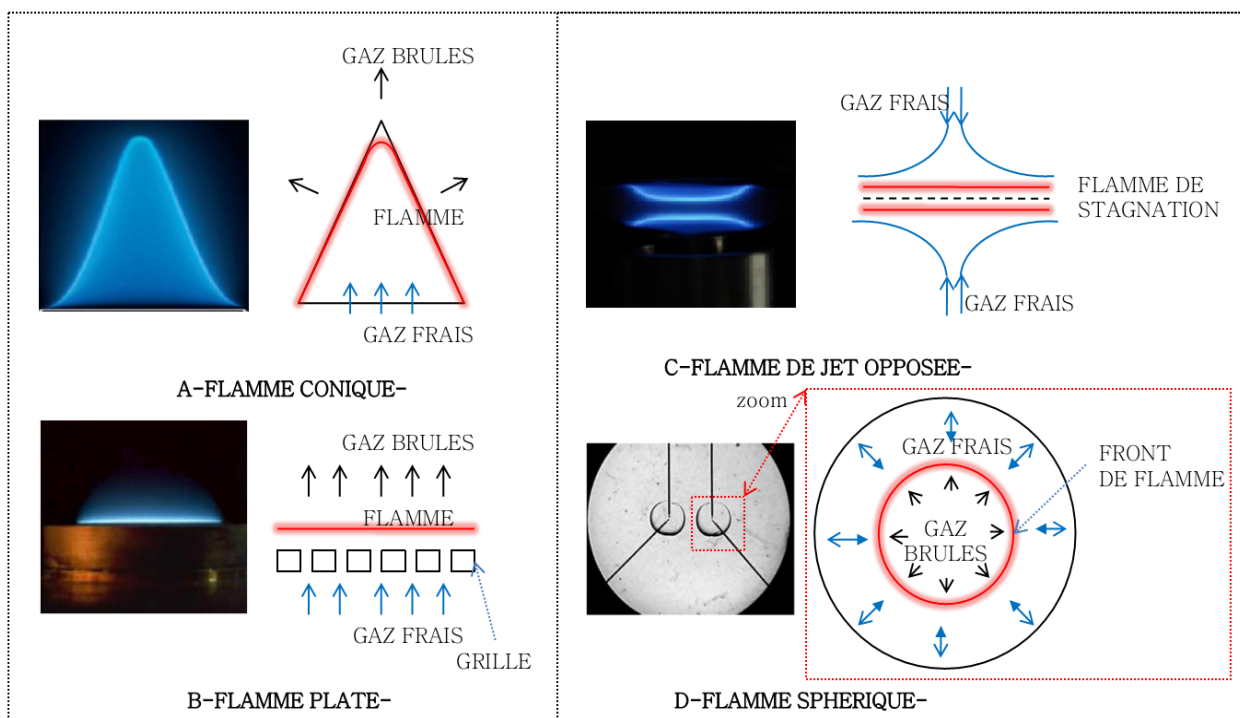 GAZ BRULES
FLAMME
GAZ FRAIS
A-FLAMME CONIQUE-
GAZ BRULES
FLAMME
GAZ FRAIS
GRILLE
B-FLAMME PLATE-
GAZ FRAIS
FLAMME DE
STAGNATION
GAZ FRAIS
C-FLAMME DE JET OPPOSEE-
zoom
GAZ FRAIS
FRONT
DE FLAMME
GAZ
BRULES
D-FLAMME SPHERIQUE-